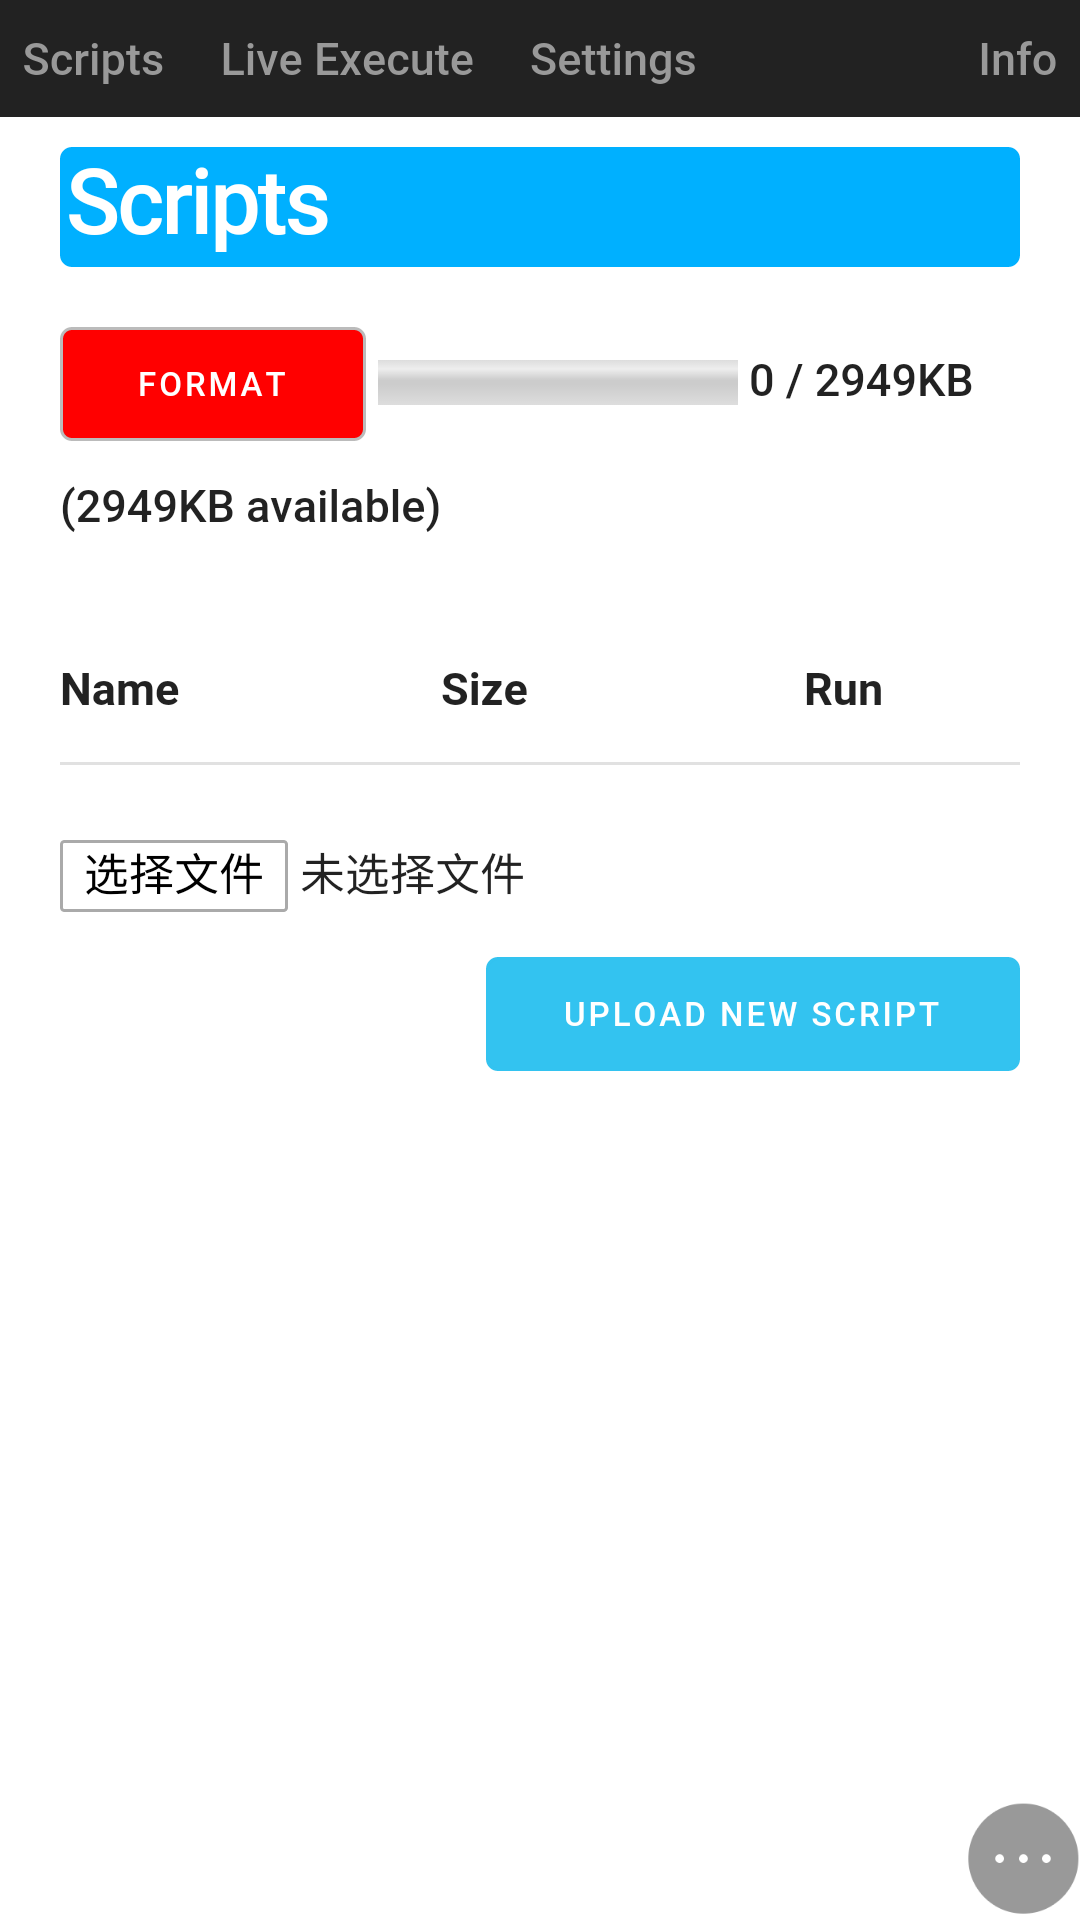 Scripts Live Execute Settings Info
Scripts
FORMAT 0 / 2949KB
(2949KB available)
Name Size Run
选择文件 未选择文件
UPLOAD NEW SCRIPT